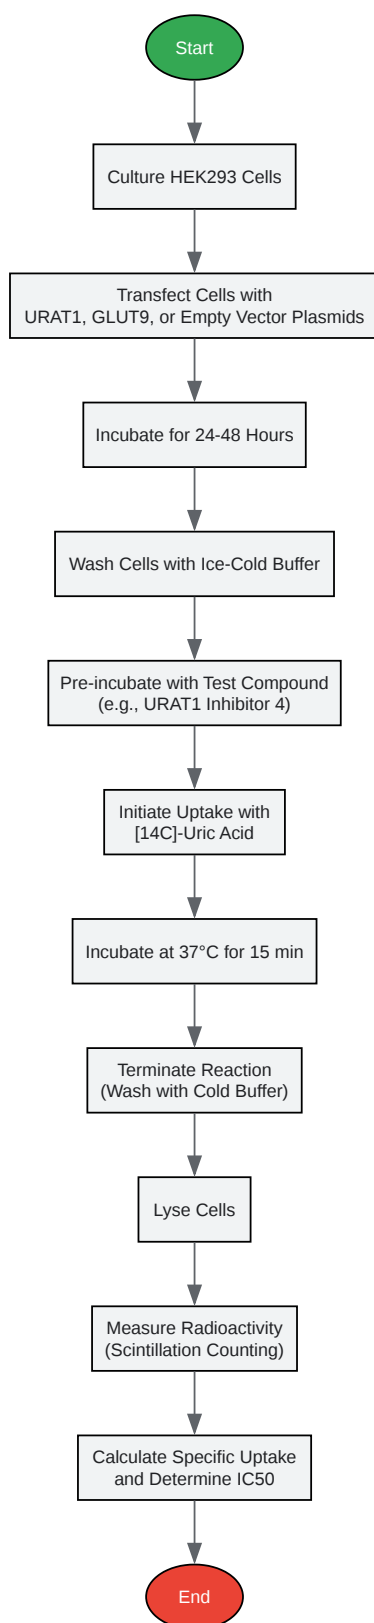 Start
Culture HEK293 Cells
Transfect Cells with
URAT1, GLUT9, or Empty Vector Plasmids
Incubate for 24-48 Hours
Wash Cells with Ice-Cold Buffer
Pre-incubate with Test Compound
(e.g., URAT1 Inhibitor 4)
Initiate Uptake with
[14C]-Uric Acid
Incubate at 37°C for 15 min
Terminate Reaction
(Wash with Cold Buffer)
Lyse Cells
Measure Radioactivity
(Scintillation Counting)
Calculate Specific Uptake
and Determine IC50
End